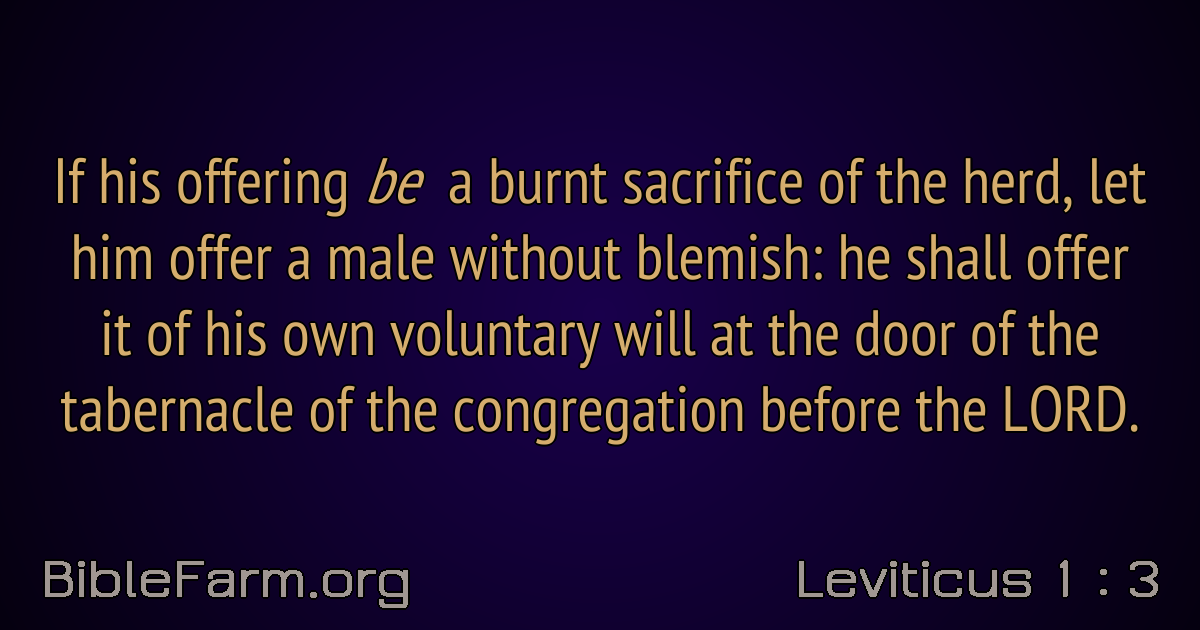 If his offering be a burnt sacrifice of the herd, let
him offer a male without blemish: he shall offer
it of his own voluntary will at the door of the
tabernacle of the congregation before the LORD.
BibleFarm.org
Leviticus 1 : 3